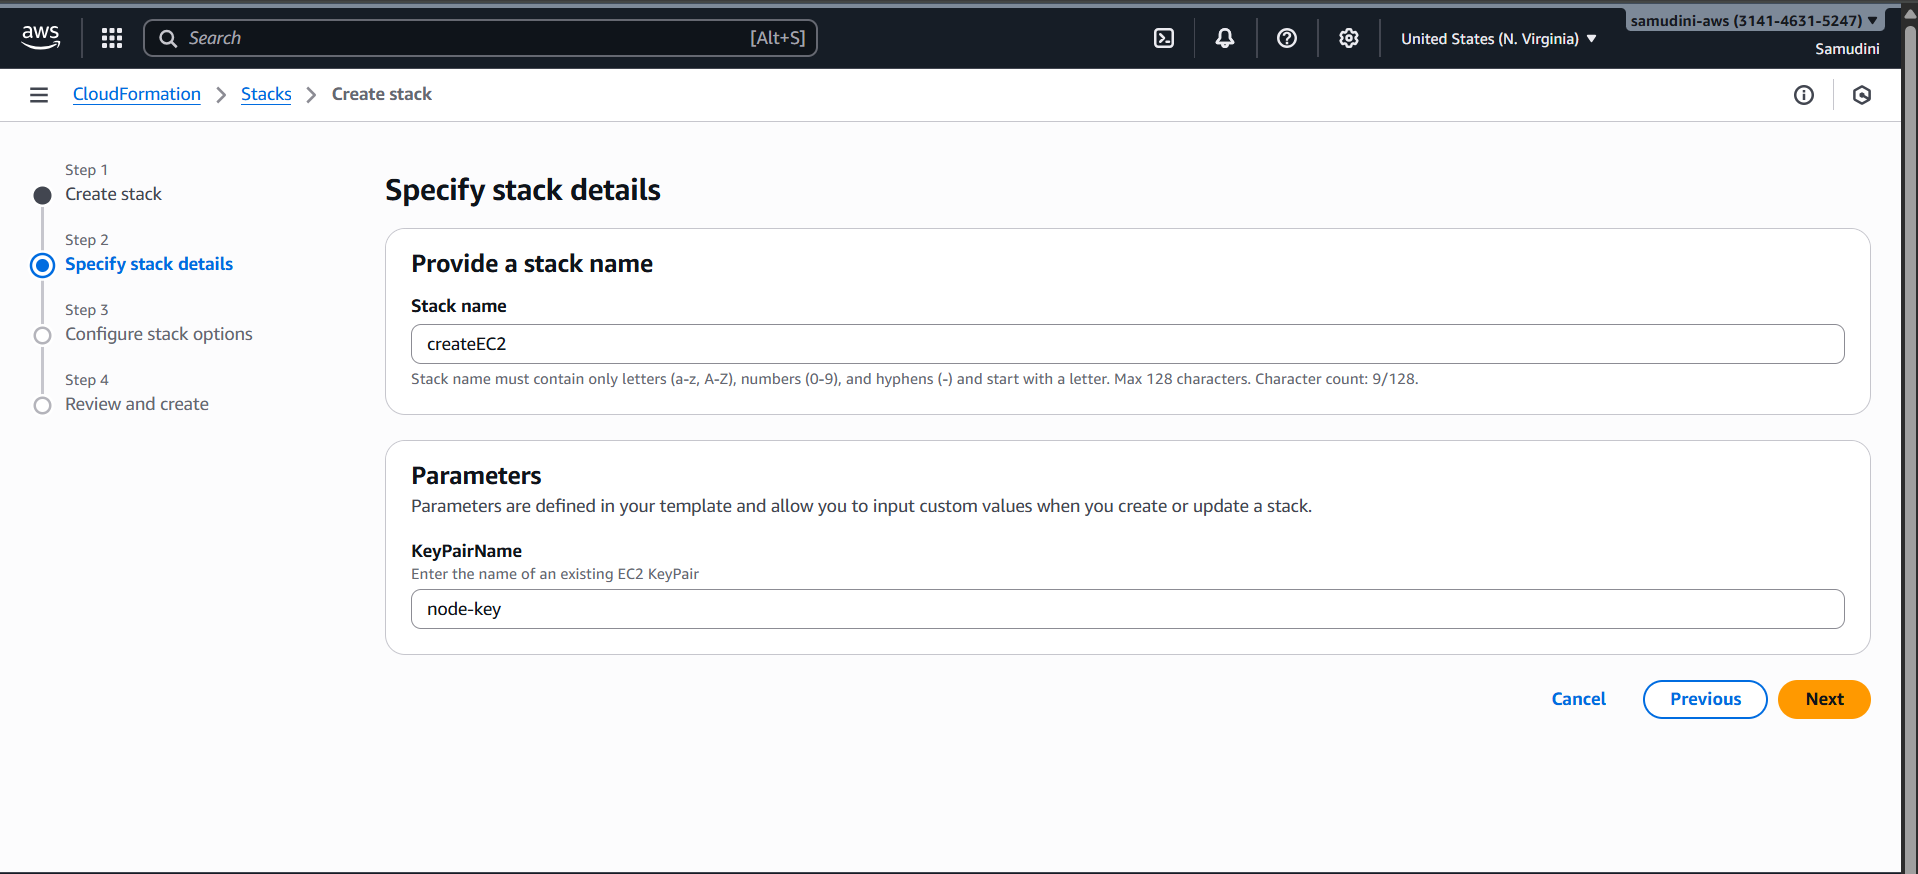 aws
Search [Alt+S]
United States (N. Virginia)
samudini-aws (3141-4631-5247)
Samudini
CloudFormation
Stacks
Create stack
Step 1
Create stack
Step 2
Specify stack details
Step 3
Configure stack options
Step 4
Review and create
Specify stack details
Provide a stack name
Stack name
createEC2
Stack name must contain only letters (a-z, A-Z), numbers (0-9), and hyphens (-) and start with a letter. Max 128 characters. Character count: 9/128.
Parameters
Parameters are defined in your template and allow you to input custom values when you create or update a stack.
KeyPairName
Enter the name of an existing EC2 KeyPair
node-key
Cancel
Previous
Next